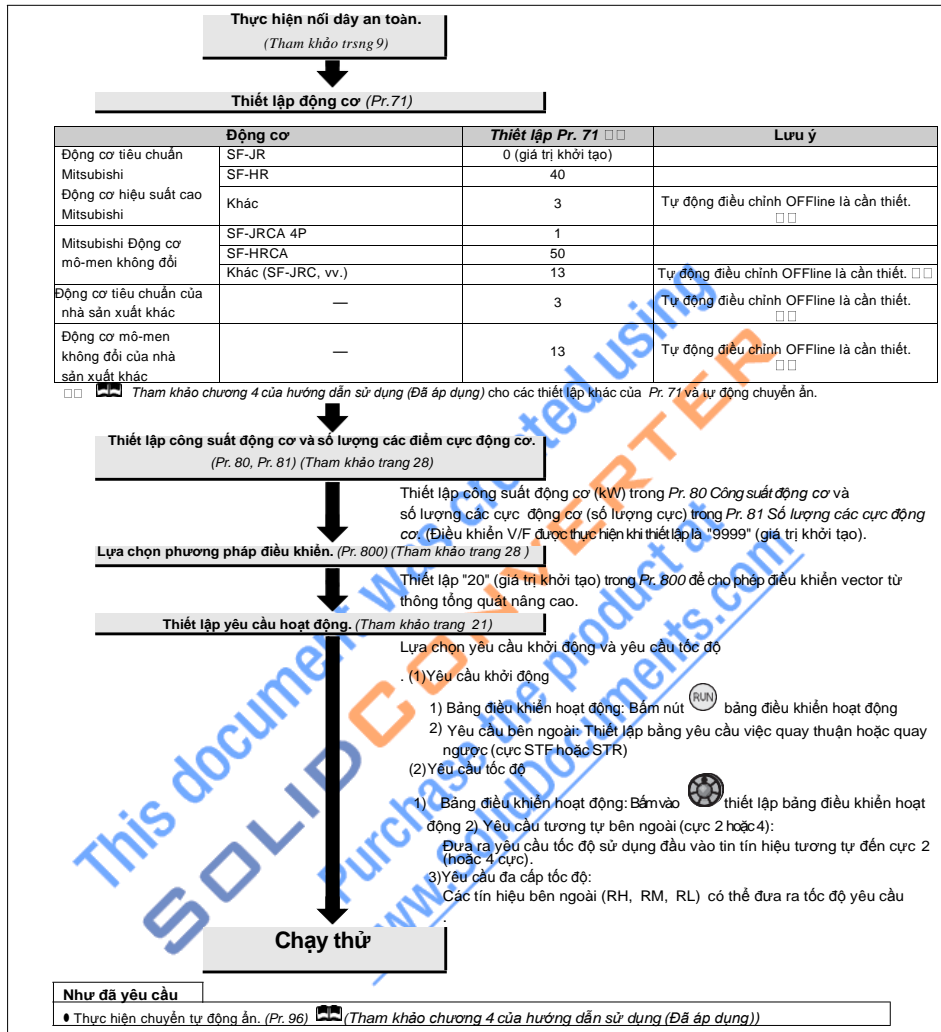 Thực hiện nối dây an toàn.
(Tham khảo trsng 9)
Thiết lập động cơ (Pr.71)
Động cơ Thiết lập Pr. 71 □□ Lưu ý
Động cơ tiêu chuẩn Mitsubishi Động cơ hiệu suất cao Mitsubishi
SF-JR 0 (giá trị khởi tạo)
SF-HR 40
Khác 3 Tự động điều chỉnh OFFline là cần thiết. □□
Mitsubishi Động cơ mô-men không đổi
SF-JRCA 4P 1
SF-HRCA 50
Khác (SF-JRC, vv.) 13 Tự động điều chỉnh OFFline là cần thiết. □□
Động cơ tiêu chuẩn của nhà sản xuất khác — 3 Tự động điều chỉnh OFFline là cần thiết. □□
Động cơ mô-men không đổi của nhà sản xuất khác — 13 Tự động điều chỉnh OFFline là cần thiết. □□
□□ Tham khảo chương 4 của hướng dẫn sử dụng (Đã áp dụng) cho các thiết lập khác của Pr. 71 và tự động chuyển ẩn.
Thiết lập công suất động cơ và số lượng các điểm cực động cơ.
(Pr. 80, Pr. 81) (Tham khảo trang 28)
Thiết lập công suất động cơ (kW) trong Pr. 80 Công suất động cơ và
số lượng các cực động cơ (số lượng cực) trong Pr. 81 Số lượng các cực động
cơ. (Điều khiển V/F được thực hiện khi thiết lập là "9999" (giá trị khởi tạo).
Lựa chọn phương pháp điều khiển. (Pr. 800) (Tham khảo trang 28 )
Thiết lập "20" (giá trị khởi tạo) trong Pr. 800 để cho phép điều khiển vector từ
thông tổng quát nâng cao.
Thiết lập yêu cầu hoạt động. (Tham khảo trang 21)
Lựa chọn yêu cầu khởi động và yêu cầu tốc độ
. (1)Yêu cầu khởi động
1) Bảng điều khiển hoạt động: Bấm nút RUN bảng điều khiển hoạt động
2) Yêu cầu bên ngoài: Thiết lập bằng yêu cầu việc quay thuận hoặc quay
ngược (cực STF hoặc STR)
(2)Yêu cầu tốc độ
1) Bảng điều khiển hoạt động: Bấm vào thiết lập bảng điều khiển hoạt
động 2) Yêu cầu tương tự bên ngoài (cực 2 hoặc 4):
Đưa ra yêu cầu tốc độ sử dụng đầu vào tin tín hiệu tương tự đến cực 2
(hoăc 4 cực).
3)Yêu cầu đa cấp tốc độ:
Các tín hiệu bên ngoài (RH, RM, RL) có thể đưa ra tốc độ yêu cầu
.
Chạy thử
Như đã yêu cầu
• Thực hiện chuyển tự động ẩn. (Pr. 96) (Tham khảo chương 4 của hướng dẫn sử dụng (Đã áp dụng))
This document was created using
SOLID CONVERTER
Purchase the product at
www.SolidDocuments.com